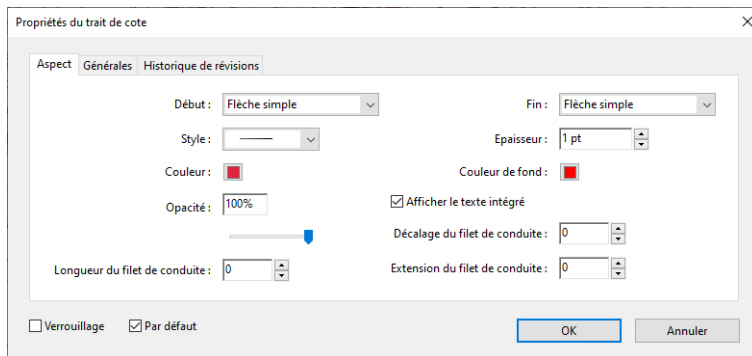 Propriétés du trait de cote
Aspect Générales Historique de révisions
Début : Flèche simple Fin : Flèche simple
Style : Epaisseur : 1 pt
Couleur : Couleur de fond :
Opacité : 100% Afficher le texte intégré
Décalage du filet de conduite : 0
Longueur du filet de conduite : 0 Extension du filet de conduite : 0
Verrouillage Par défaut OK Annuler